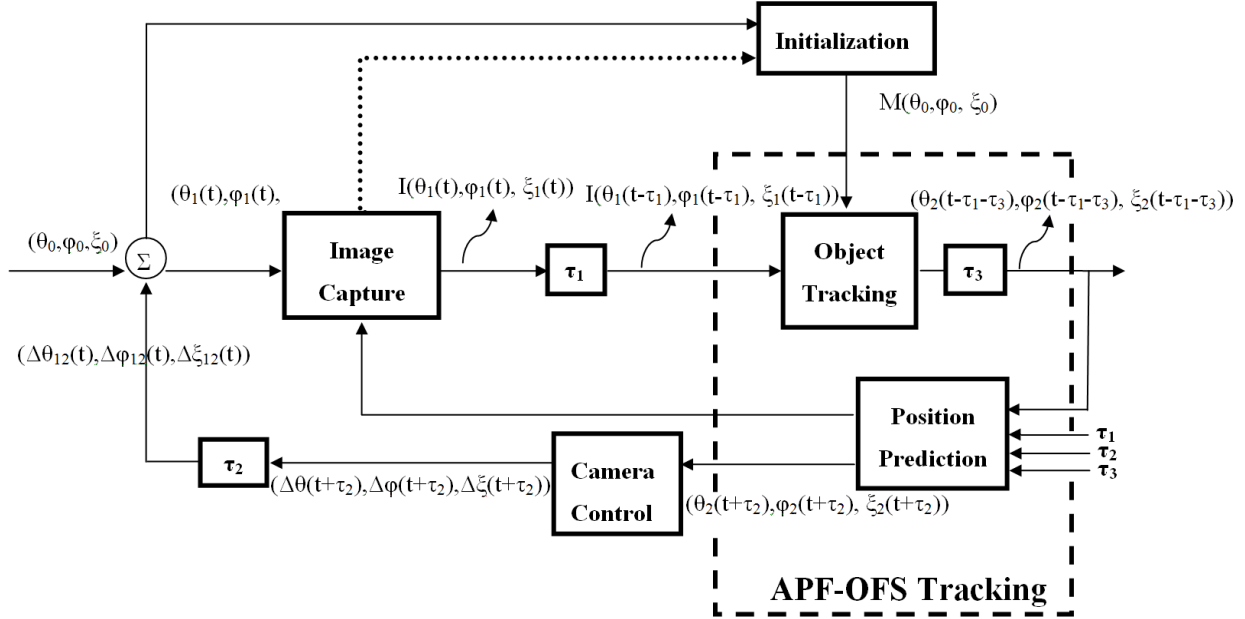 Initialization
M(θ₀,φ₀, ξ₀)
(θ₁(t),φ₁(t),
I(θ₁(t),φ₁(t), ξ₁(t))
I(θ₁(t-τ₁),φ₁(t-τ₁), ξ₁(t-τ₁))
(θ₂(t-τ₁-τ₃),φ₂(t-τ₁-τ₃), ξ₂(t-τ₁-τ₃))
(θ₀,φ₀,ξ₀)
Σ
Image
Capture
τ₁
Object
Tracking
τ₃
(Δθ₁₂(t),Δφ₁₂(t),Δξ₁₂(t))
Position
Prediction
τ₁
τ₂
τ₃
τ₂
(Δθ(t+τ₂),Δφ(t+τ₂),Δξ(t+τ₂))
Camera
Control
(θ₂(t+τ₂),φ₂(t+τ₂), ξ₂(t+τ₂))
APF-OFS Tracking